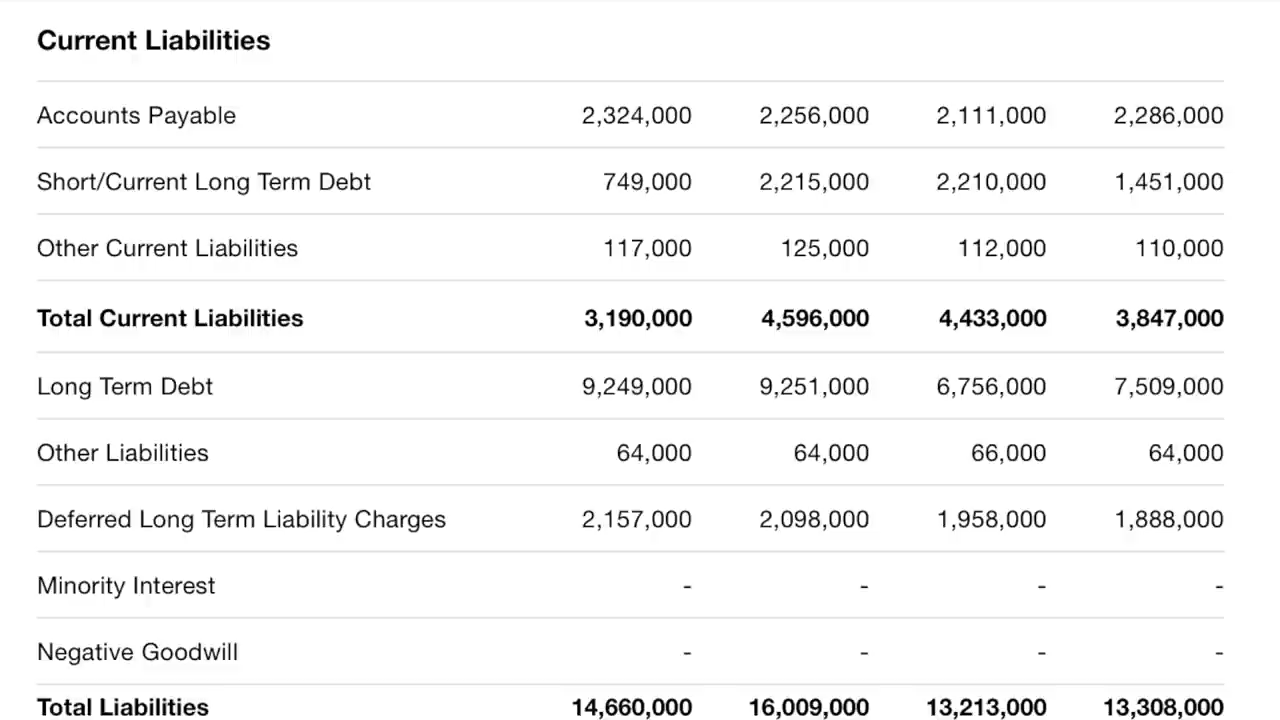 Current Liabilities
Accounts Payable 2,324,000 2,256,000 2,111,000 2,286,000
Short/Current Long Term Debt 749,000 2,215,000 2,210,000 1,451,000
Other Current Liabilities 117,000 125,000 112,000 110,000
Total Current Liabilities 3,190,000 4,596,000 4,433,000 3,847,000
Long Term Debt 9,249,000 9,251,000 6,756,000 7,509,000
Other Liabilities 64,000 64,000 66,000 64,000
Deferred Long Term Liability Charges 2,157,000 2,098,000 1,958,000 1,888,000
Minority Interest - - - -
Negative Goodwill - - - -
Total Liabilities 14,660,000 16,009,000 13,213,000 13,308,000